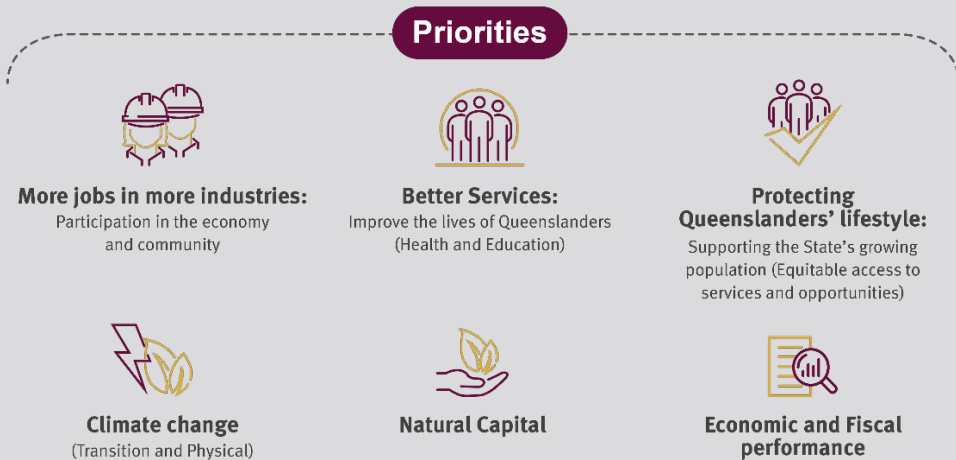 Priorities
More jobs in more industries:
Participation in the economy
and community
Better Services:
Improve the lives of Queenslanders
(Health and Education)
Protecting
Queenslanders’ lifestyle:
Supporting the State’s growing
population (Equitable access to
services and opportunities)
Climate change
(Transition and Physical)
Natural Capital
Economic and Fiscal
performance